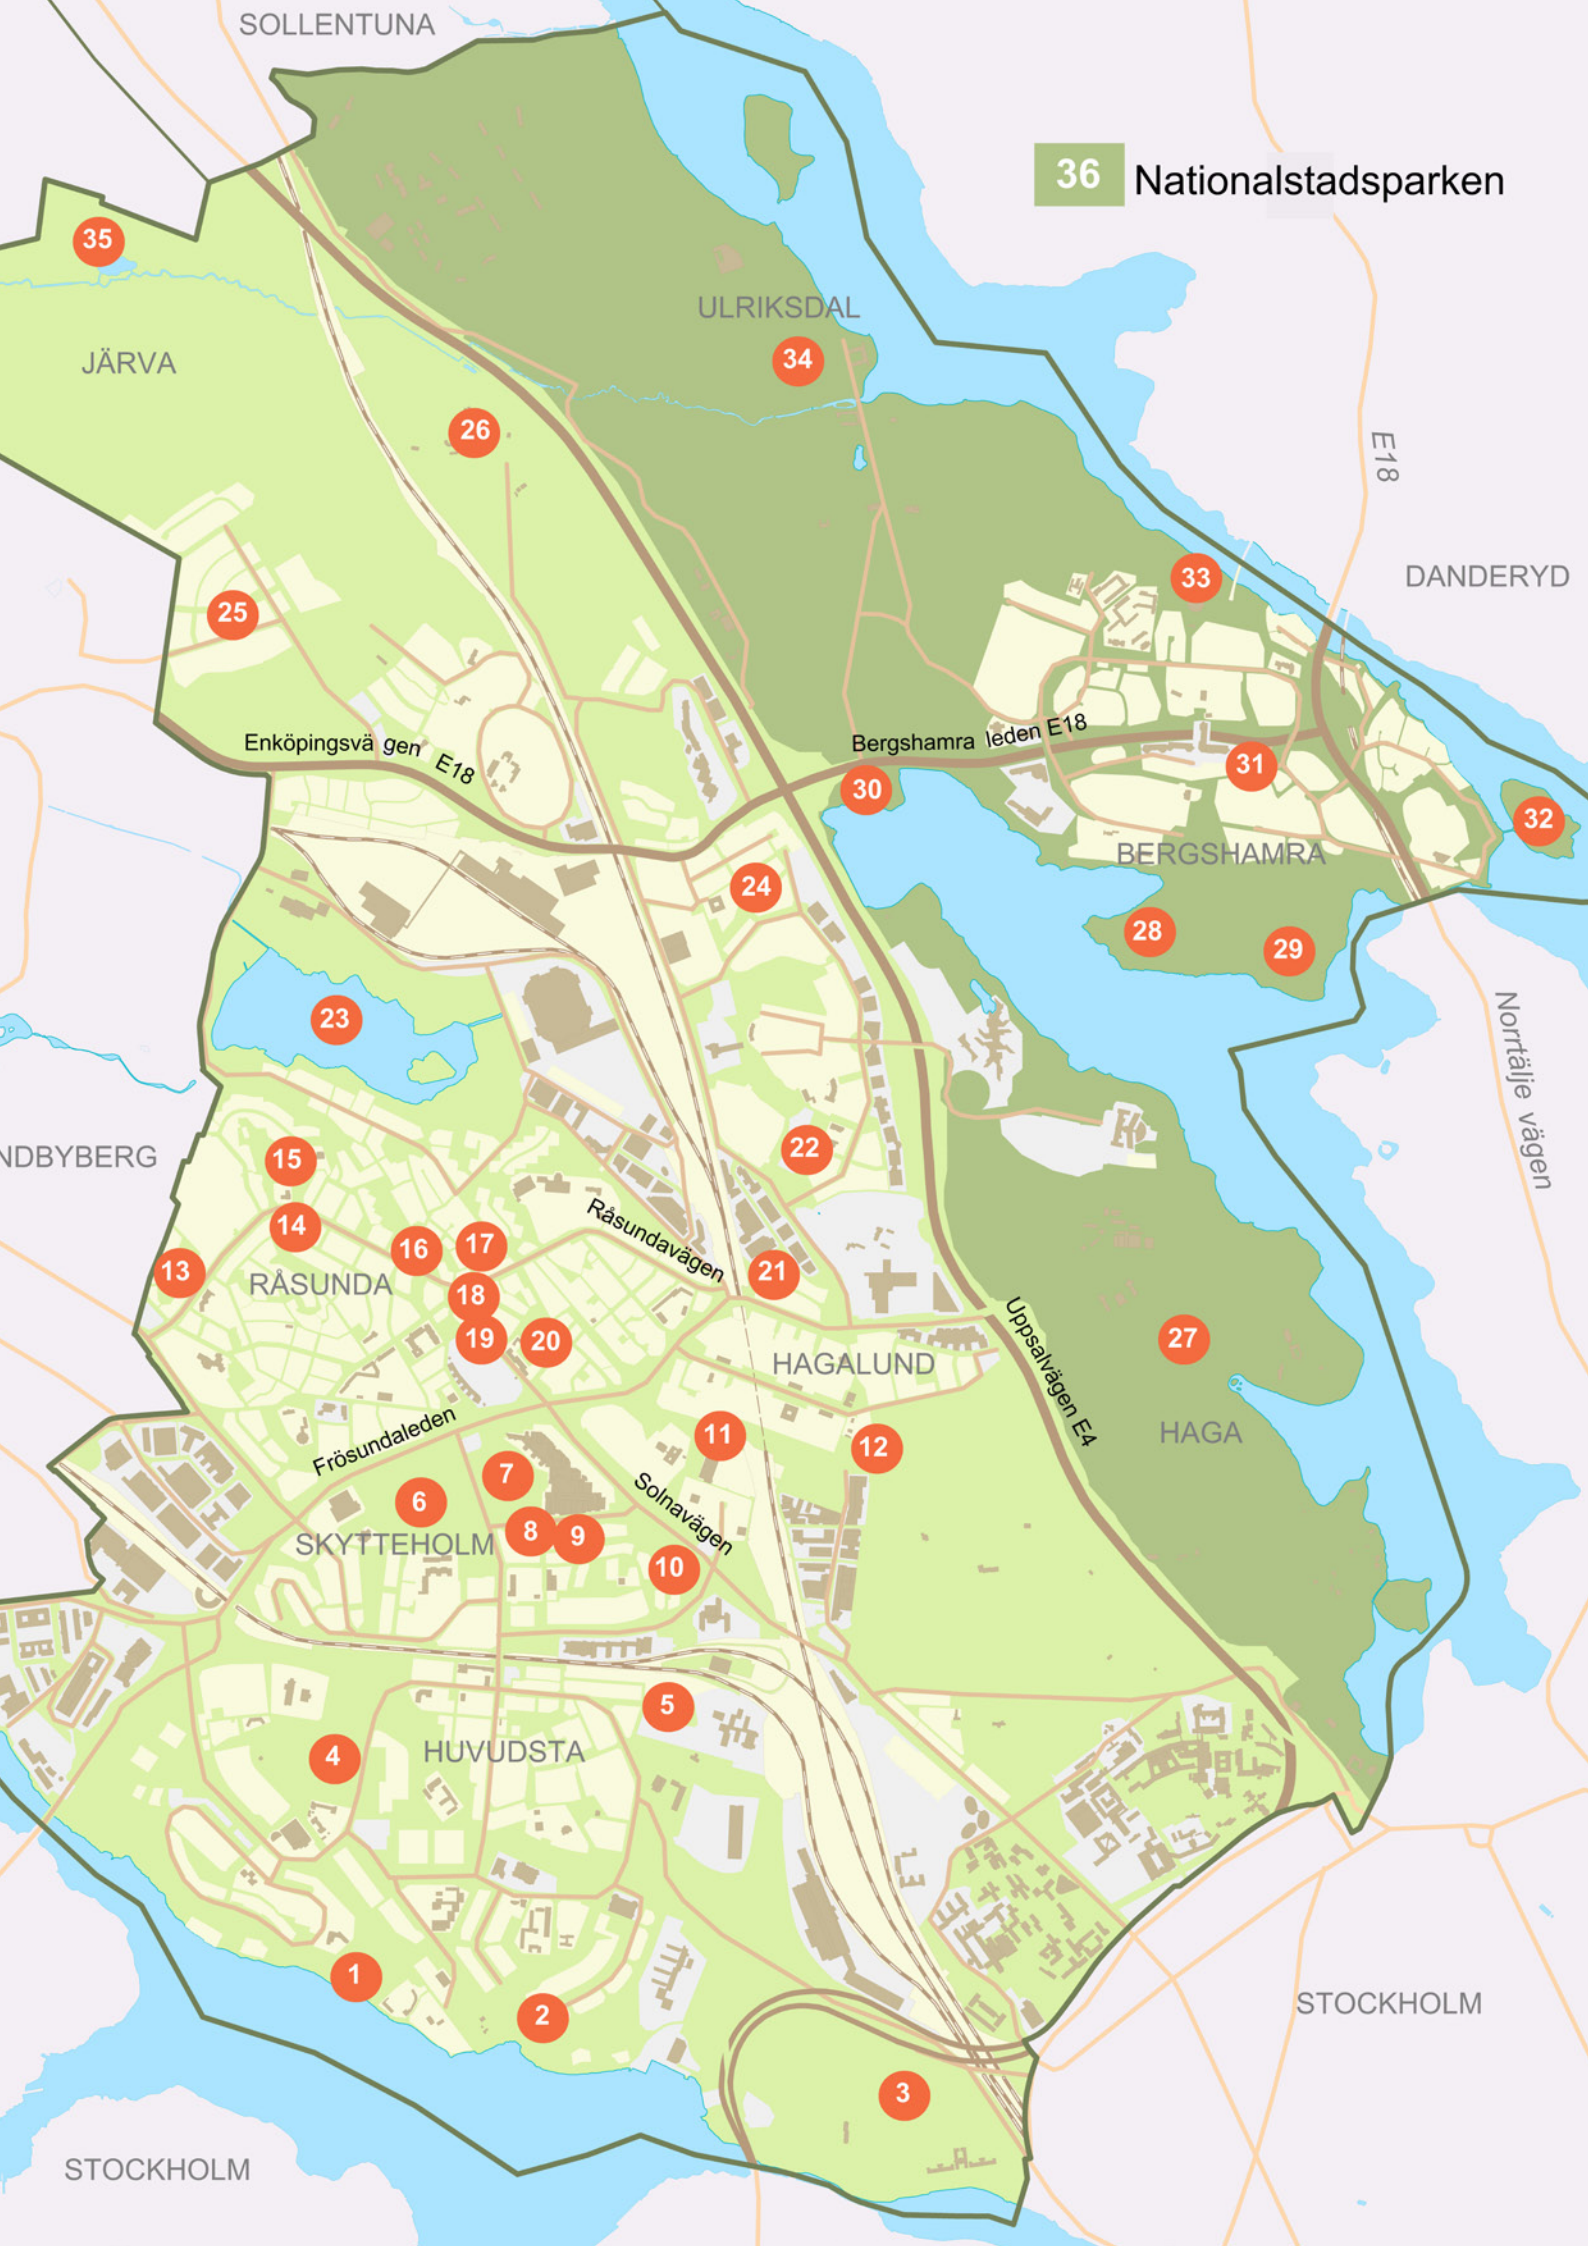 SOLLENTUNA
36 Nationalstadsparken
35
ULRIKSDAL
JÄRVA
34
26
E18
33
DANDERYD
25
Enköpingsvä gen E18
Bergshamra leden E18
31
30
32
BERGSHAMRA
24
28
29
23
Norrtälje vägen
NDBYBERG
15
22
14
Råsundavägen
16
17
13
RÅSUNDA
21
18
19
20
Uppsalvägen E4
27
HAGALUND
Frösundaleden
11
12
HAGA
7
6
Solnavägen
8
9
SKYTTEHOLM
10
5
4
HUVUDSTA
1
2
STOCKHOLM
3
STOCKHOLM